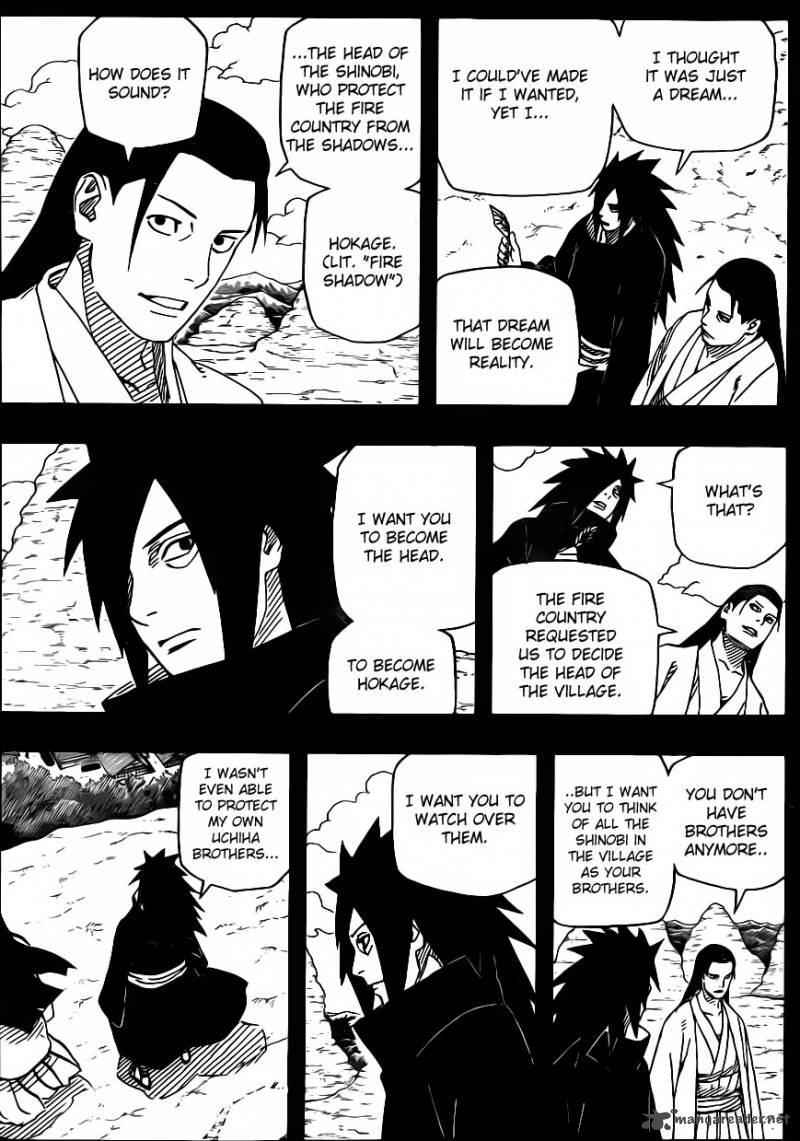 I THOUGHT
IT WAS JUST
A DREAM...
I COULD'VE MADE
IT IF I WANTED,
YET I...
THAT DREAM
WILL BECOME
REALITY.
...THE HEAD OF
THE SHINOBI,
WHO PROTECT
THE FIRE
COUNTRY FROM
THE SHADOWS...
HOKAGE.
(LIT. "FIRE
SHADOW")
HOW DOES IT
SOUND?
WHAT'S
THAT?
THE FIRE
COUNTRY
REQUESTED
US TO DECIDE
THE HEAD OF
THE VILLAGE.
I WANT YOU
TO BECOME
THE HEAD.
TO BECOME
HOKAGE.
YOU DON'T
HAVE
BROTHERS
ANYMORE..
..BUT I WANT
YOU TO THINK
OF ALL THE
SHINOBI IN
THE VILLAGE
AS YOUR
BROTHERS.
I WANT YOU TO
WATCH OVER
THEM.
I WASN'T
EVEN ABLE
TO PROTECT
MY OWN
UCHIHA
BROTHERS...
mangareader.net